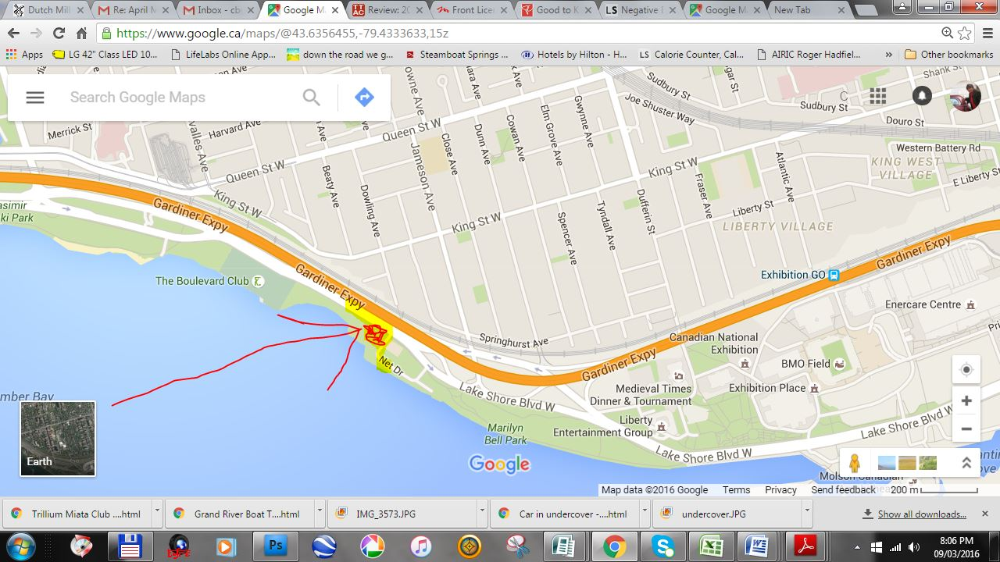 Dutch Mill
Re: April M
Inbox - cb
Google Ma
TT
AC
Review: 20
Front Licen
Good to K
LS
Negative E
Google Ma
New Tab
https://www.google.ca/maps/@43.6356455,-79.4333633,15z
Apps
LG 42" Class LED 10...
LifeLabs Online App...
down the road we g...
Steamboat Springs ...
Hotels by Hilton - H...
LS
Calorie Counter, Cal...
AIRIC Roger Hadfiel...
»
Other bookmarks
Search Google Maps
Merrick St
Harvard Ave
Queen St W
Queen St W
King St W
King St W
King St W
Beaty Ave
Dowling Ave
Jameson Ave
Close Ave
Dunn Ave
Cowan Ave
Elm Grove Ave
Gwynne Ave
Spencer Ave
Tyndall Ave
Dufferin St
Fraser Ave
Atlantic Ave
Liberty St
E Liberty St
Sudbury St
Sudbury St
Joe Shuster Way
Shank St
Douro St
Western Battery Rd
KING WEST
VILLAGE
LIBERTY VILLAGE
Gardiner Expy
Gardiner Expy
Gardiner Expy
Gardiner Expy
asimir
ki Park
The Boulevard Club
Springhurst Ave
Net Dr
Exhibition GO
Enercare Centre
Canadian National
Exhibition
BMO Field
Exhibition Place
Medieval Times
Dinner & Tournament
Liberty
Entertainment Group
Lake Shore Blvd W
Lake Shore Blvd W
Lake Shore Blvd W
Marilyn
Bell Park
mber Bay
Earth
Google
Molson Canadian
Map data ©2016 Google
Terms
Privacy
Send feedback
200 m
Trillium Miata Club ....html
Grand River Boat T....html
IMG_3573.JPG
Car in undercover -....html
undercover.JPG
Show all downloads...
Ps
8:06 PM
09/03/2016